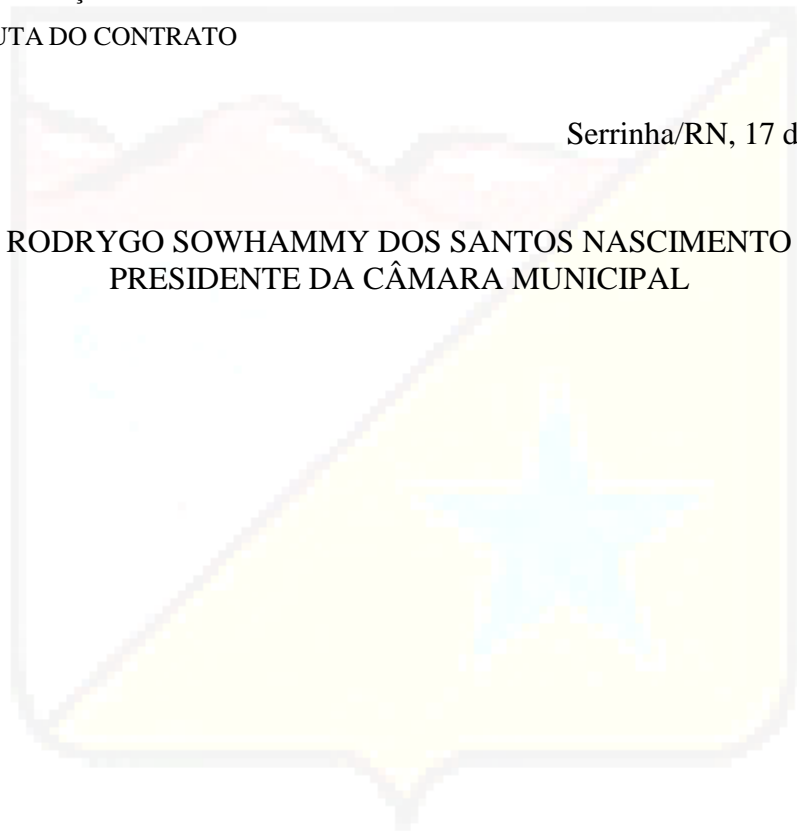 UTA DO CONTRATO
Serrinha/RN, 17 d
RODRYGO SOWHAMMY DOS SANTOS NASCIMENTO
PRESIDENTE DA CÂMARA MUNICIPAL